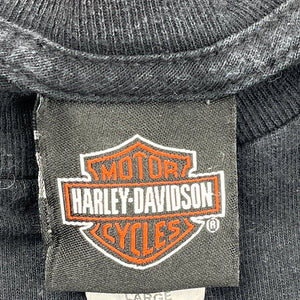 MOTOR
HARLEY-DAVIDSON
CYCLES
®
LARGE